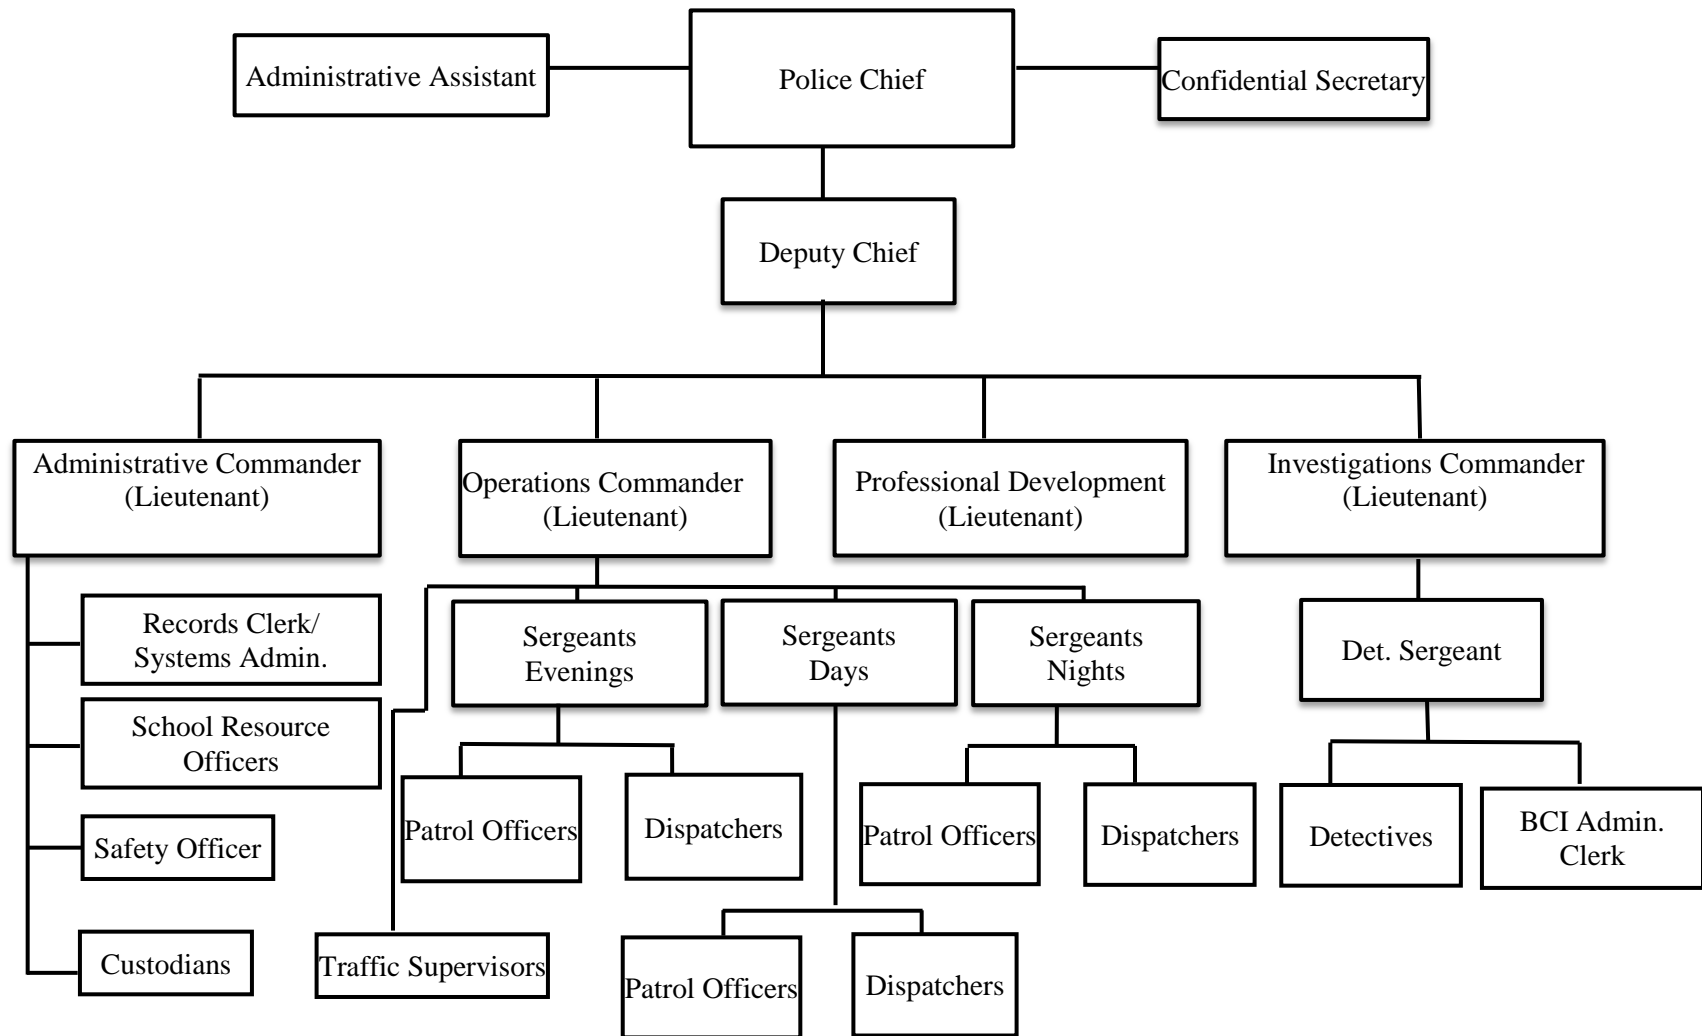 Administrative Assistant
Police Chief
Confidential Secretary
Deputy Chief
Administrative Commander
(Lieutenant)
Operations Commander
(Lieutenant)
Professional Development
(Lieutenant)
Investigations Commander
(Lieutenant)
Records Clerk/
Systems Admin.
Sergeants
Evenings
Sergeants
Days
Sergeants
Nights
Det. Sergeant
School Resource
Officers
Patrol Officers
Dispatchers
Patrol Officers
Dispatchers
Detectives
BCI Admin.
Clerk
Safety Officer
Custodians
Traffic Supervisors
Patrol Officers
Dispatchers